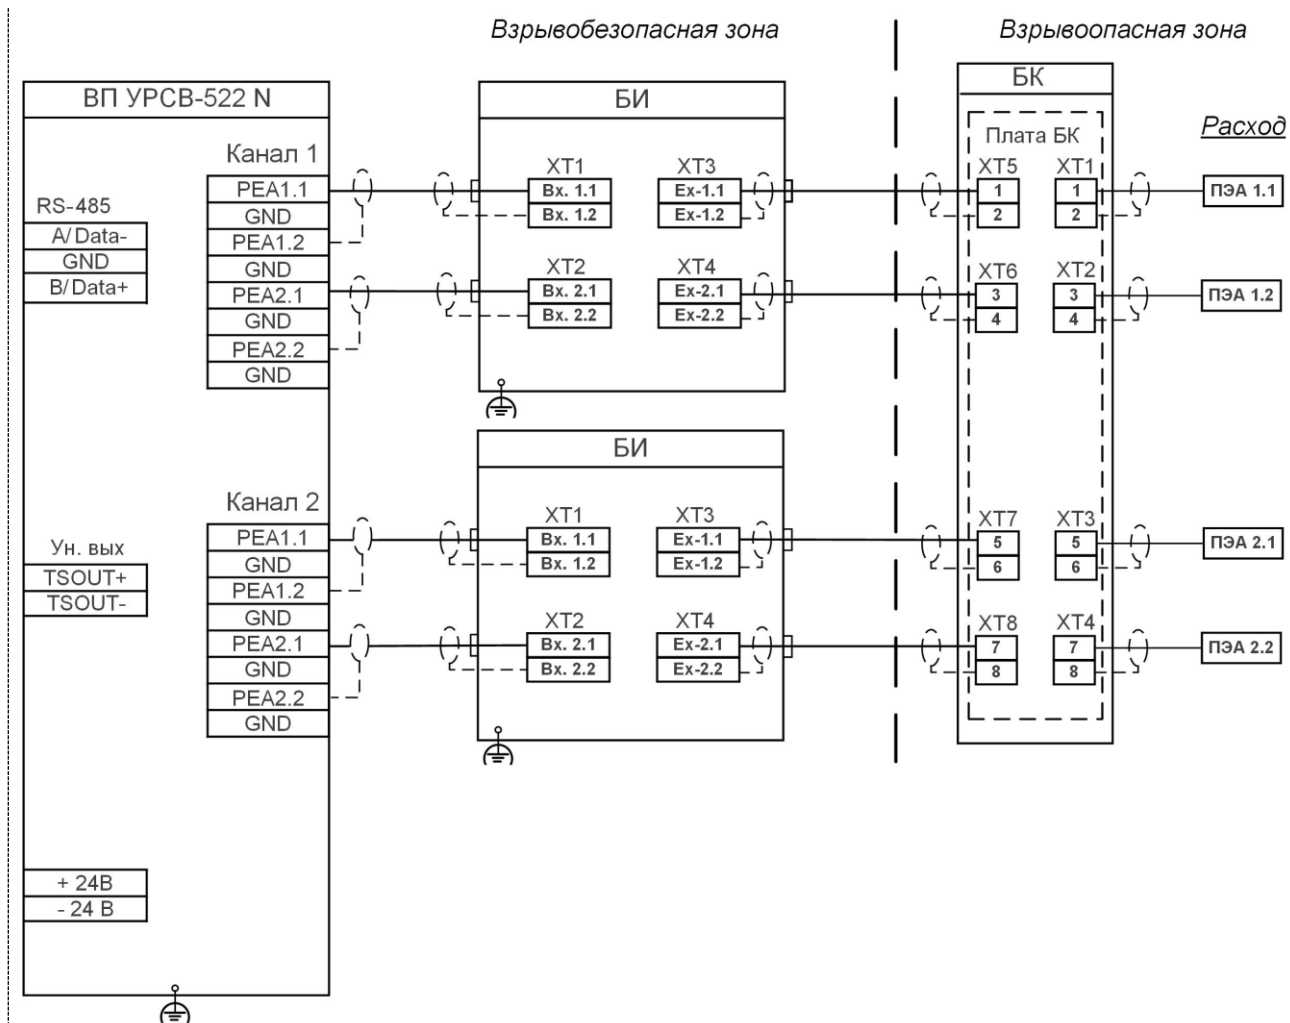 Взрывобезопасная зона
Взрывоопасная зона
ВП УРСВ-522 N
Канал 1
PEA1.1
GND
PEA1.2
GND
PEA2.1
GND
PEA2.2
GND
RS-485
A/Data-
GND
B/Data+
Канал 2
PEA1.1
GND
PEA1.2
GND
PEA2.1
GND
PEA2.2
GND
Ун. вых
TSOUT+
TSOUT-
+ 24В
- 24 В
БИ
XT1
Вх. 1.1
Вх. 1.2
XT3
Ex-1.1
Ex-1.2
XT2
Вх. 2.1
Вх. 2.2
XT4
Ex-2.1
Ex-2.2
БИ
XT1
Вх. 1.1
Вх. 1.2
XT3
Ex-1.1
Ex-1.2
XT2
Вх. 2.1
Вх. 2.2
XT4
Ex-2.1
Ex-2.2
БК
Плата БК
XT5
1
2
XT1
1
2
XT6
3
4
XT2
3
4
XT7
5
6
XT3
5
6
XT8
7
8
XT4
7
8
Расход
ПЭА 1.1
ПЭА 1.2
ПЭА 2.1
ПЭА 2.2